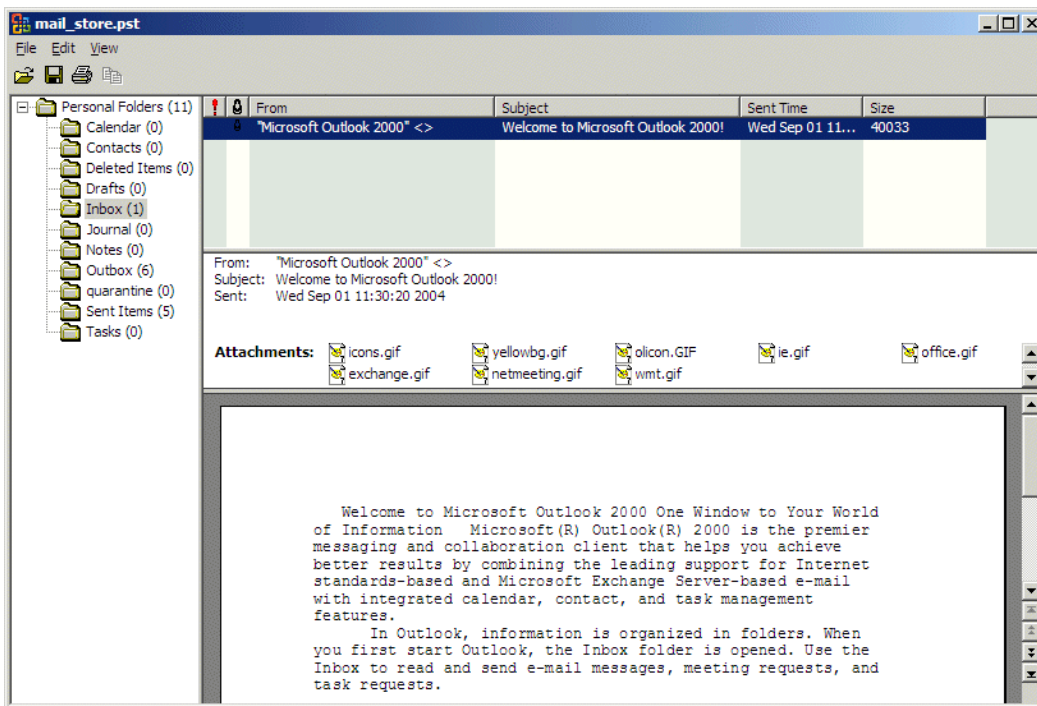 mail_store.pst
File Edit View
Personal Folders (11)
Calendar (0)
Contacts (0)
Deleted Items (0)
Drafts (0)
Inbox (1)
Journal (0)
Notes (0)
Outbox (6)
quarantine (0)
Sent Items (5)
Tasks (0)
From Subject Sent Time Size
"Microsoft Outlook 2000" <> Welcome to Microsoft Outlook 2000! Wed Sep 01 11... 40033
From: "Microsoft Outlook 2000" <>
Subject: Welcome to Microsoft Outlook 2000!
Sent: Wed Sep 01 11:30:20 2004
Attachments: icons.gif yellowbg.gif olicon.GIF ie.gif office.gif
exchange.gif netmeeting.gif wmt.gif
Welcome to Microsoft Outlook 2000 One Window to Your World
of Information Microsoft(R) Outlook(R) 2000 is the premier
messaging and collaboration client that helps you achieve
better results by combining the leading support for Internet
standards-based and Microsoft Exchange Server-based e-mail
with integrated calendar, contact, and task management
features.
In Outlook, information is organized in folders. When
you first start Outlook, the Inbox folder is opened. Use the
Inbox to read and send e-mail messages, meeting requests, and
task requests.